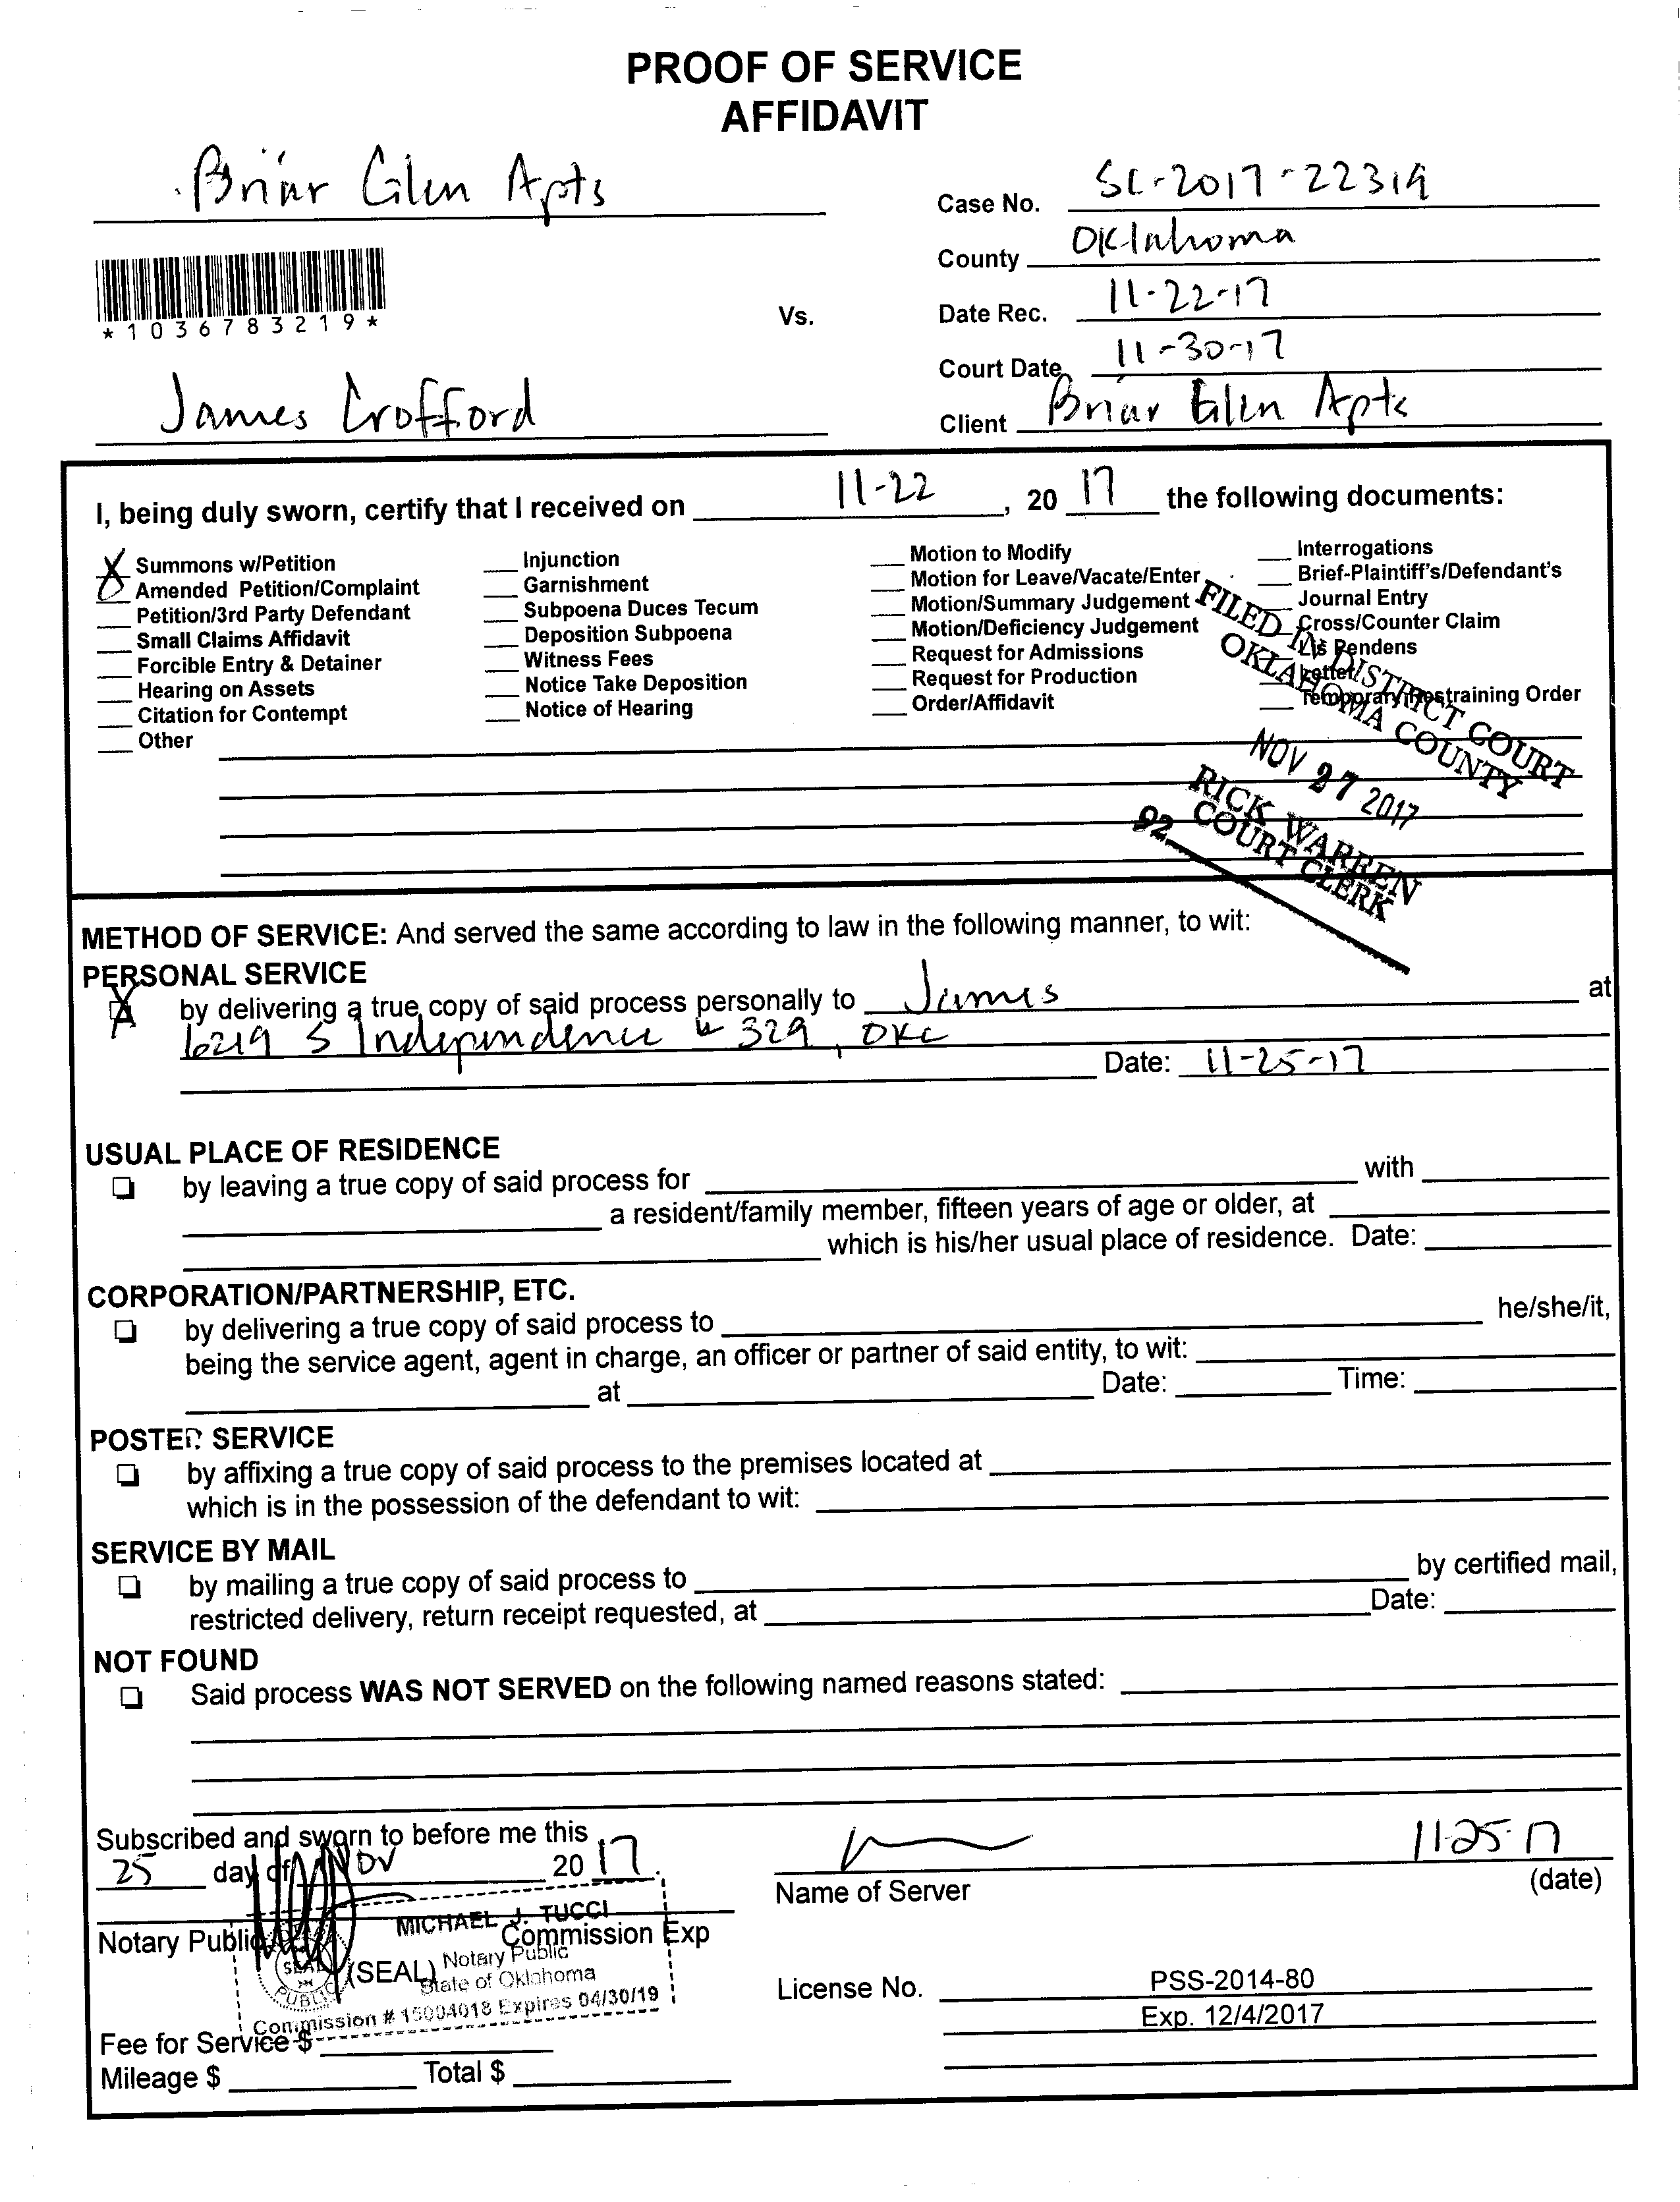 PROOF OF SERVICE
AFFIDAVIT
Briar Glen Apts
Case No. SC-2017-22319
County Oklahoma
*1036783219*
Vs.
Date Rec. 11-22-17
Court Date 11-30-17
James Crofford
Client Briar Glen Apts
I, being duly sworn, certify that I received on 11-22, 20 17 the following documents:
X Summons w/Petition
Amended Petition/Complaint
Petition/3rd Party Defendant
Small Claims Affidavit
Forcible Entry & Detainer
Hearing on Assets
Citation for Contempt
Other
Injunction
Garnishment
Subpoena Duces Tecum
Deposition Subpoena
Witness Fees
Notice Take Deposition
Notice of Hearing
Motion to Modify
Motion for Leave/Vacate/Enter
Motion/Summary Judgement
Motion/Deficiency Judgement
Request for Admissions
Request for Production
Order/Affidavit
Interrogations
Brief-Plaintiff's/Defendant's
Journal Entry
Cross/Counter Claim
Lis Pendens
Letter
Temporary Restraining Order
FILED IN DISTRICT COURT
OKLAHOMA COUNTY
NOV 27 2017
RICK WARREN
COURT CLERK
92
METHOD OF SERVICE: And served the same according to law in the following manner, to wit:
PERSONAL SERVICE
X by delivering a true copy of said process personally to James at
6219 S Independence # 329, OKC
Date: 11-25-17
USUAL PLACE OF RESIDENCE
by leaving a true copy of said process for with
a resident/family member, fifteen years of age or older, at
which is his/her usual place of residence. Date:
CORPORATION/PARTNERSHIP, ETC.
by delivering a true copy of said process to he/she/it,
being the service agent, agent in charge, an officer or partner of said entity, to wit:
at Date: Time:
POSTED SERVICE
by affixing a true copy of said process to the premises located at
which is in the possession of the defendant to wit:
SERVICE BY MAIL
by mailing a true copy of said process to by certified mail,
restricted delivery, return receipt requested, at Date:
NOT FOUND
Said process WAS NOT SERVED on the following named reasons stated:
Subscribed and sworn to before me this
25 day of Nov 20 17.
11-25-17
Name of Server (date)
Notary Public Commission Exp
(SEAL)
MICHAEL J. TUCCI
Notary Public
State of Oklahoma
Commission # 15004018 Expires 04/30/19
SEAL
PUBLIC
License No. PSS-2014-80
Exp. 12/4/2017
Fee for Service $
Mileage $ Total $